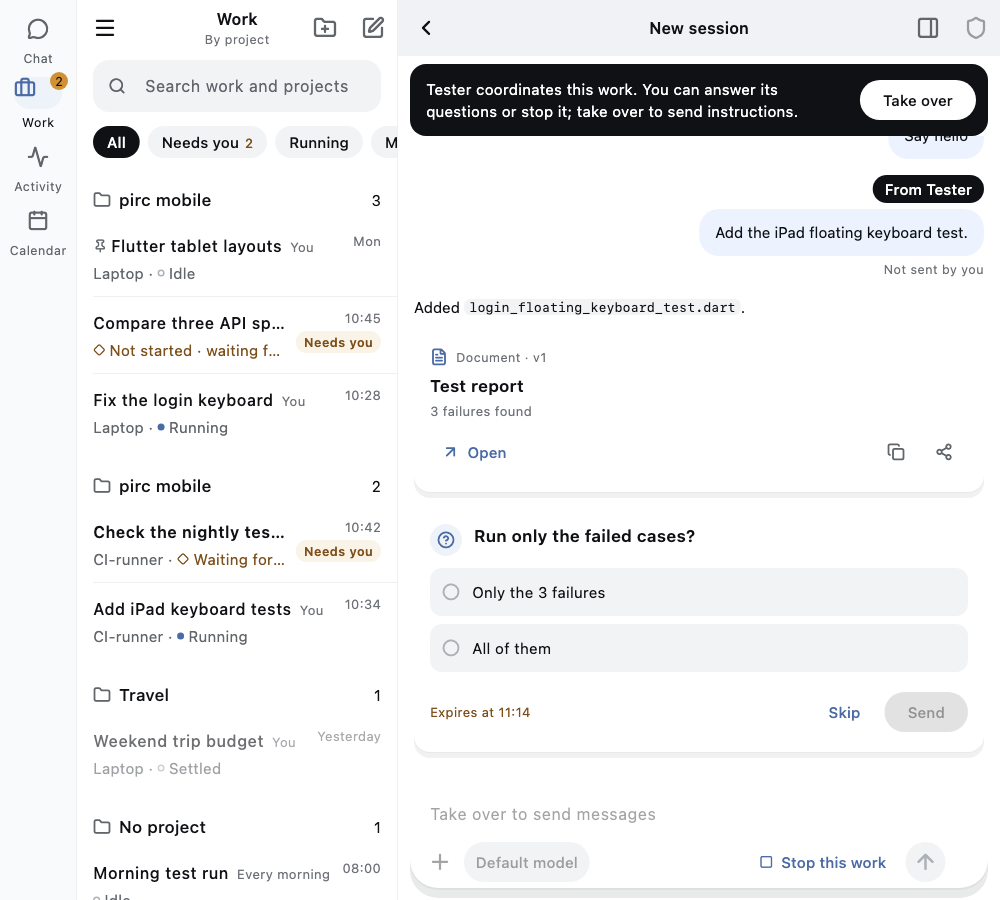 Chat
2
Work
Activity
Calendar
Work
By project
Search work and projects
All
Needs you 2
Running
M
pirc mobile
3
Flutter tablet layouts You
Mon
Laptop · Idle
Compare three API sp...
10:45
Not started · waiting f...
Needs you
Fix the login keyboard You
10:28
Laptop · Running
pirc mobile
2
Check the nightly tes...
10:42
CI-runner · Waiting for...
Needs you
Add iPad keyboard tests You
10:34
CI-runner · Running
Travel
1
Weekend trip budget You
Yesterday
Laptop · Settled
No project
1
Morning test run Every morning
08:00
Idle
New session
Tester coordinates this work. You can answer its
questions or stop it; take over to send instructions.
Take over
Say hello
From Tester
Add the iPad floating keyboard test.
Not sent by you
Added login_floating_keyboard_test.dart.
Document · v1
Test report
3 failures found
Open
Run only the failed cases?
Only the 3 failures
All of them
Expires at 11:14
Skip
Send
Take over to send messages
Default model
Stop this work